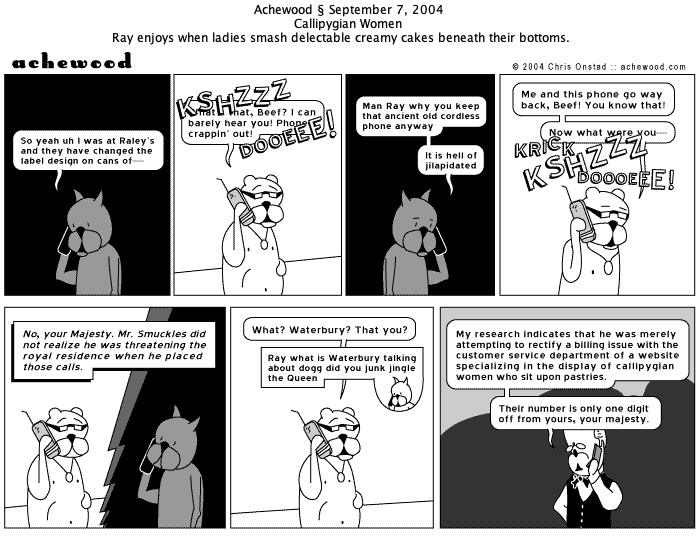 Achewood § September 7, 2004
Callipygian Women
Ray enjoys when ladies smash delectable creamy cakes beneath their bottoms.
achewood
© 2004 Chris Onstad :: achewood.com
So yeah uh I was at Raley's
and they have changed the
label design on cans of—
KSHZZZ
What's that, Beef? I can
barely hear you! Phone
crappin' out!
DOOEEE!
Man Ray why you keep
that ancient old cordless
phone anyway
It is hell of
jilapidated
Me and this phone go way
back, Beef! You know that!
Now what were you—
KRICK
KSHZZZ
DOOOEEE!
No, your Majesty. Mr. Smuckles did
not realize he was threatening the
royal residence when he placed
those calls.
What? Waterbury? That you?
Ray what is Waterbury talking
about dogg did you junk jingle
the Queen
My research indicates that he was merely
attempting to rectify a billing issue with the
customer service department of a website
specializing in the display of callipygian
women who sit upon pastries.
Their number is only one digit
off from yours, your majesty.